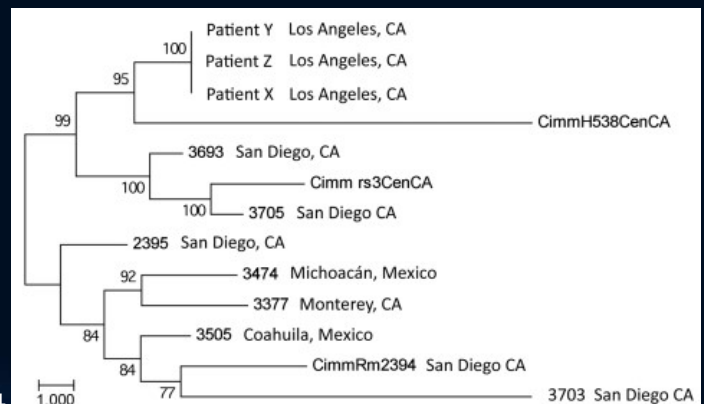 Patient Y Los Angeles, CA
100
Patient Z Los Angeles, CA
95
Patient X Los Angeles, CA
99
CimmH538CenCA
3693 San Diego, CA
100
Cimm rs3CenCA
100
3705 San Diego CA
2395 San Diego, CA
92
3474 Michoacán, Mexico
3377 Monterey, CA
84
3505 Coahuila, Mexico
84
CimmRm2394 San Diego CA
77
3703 San Diego CA
1,000